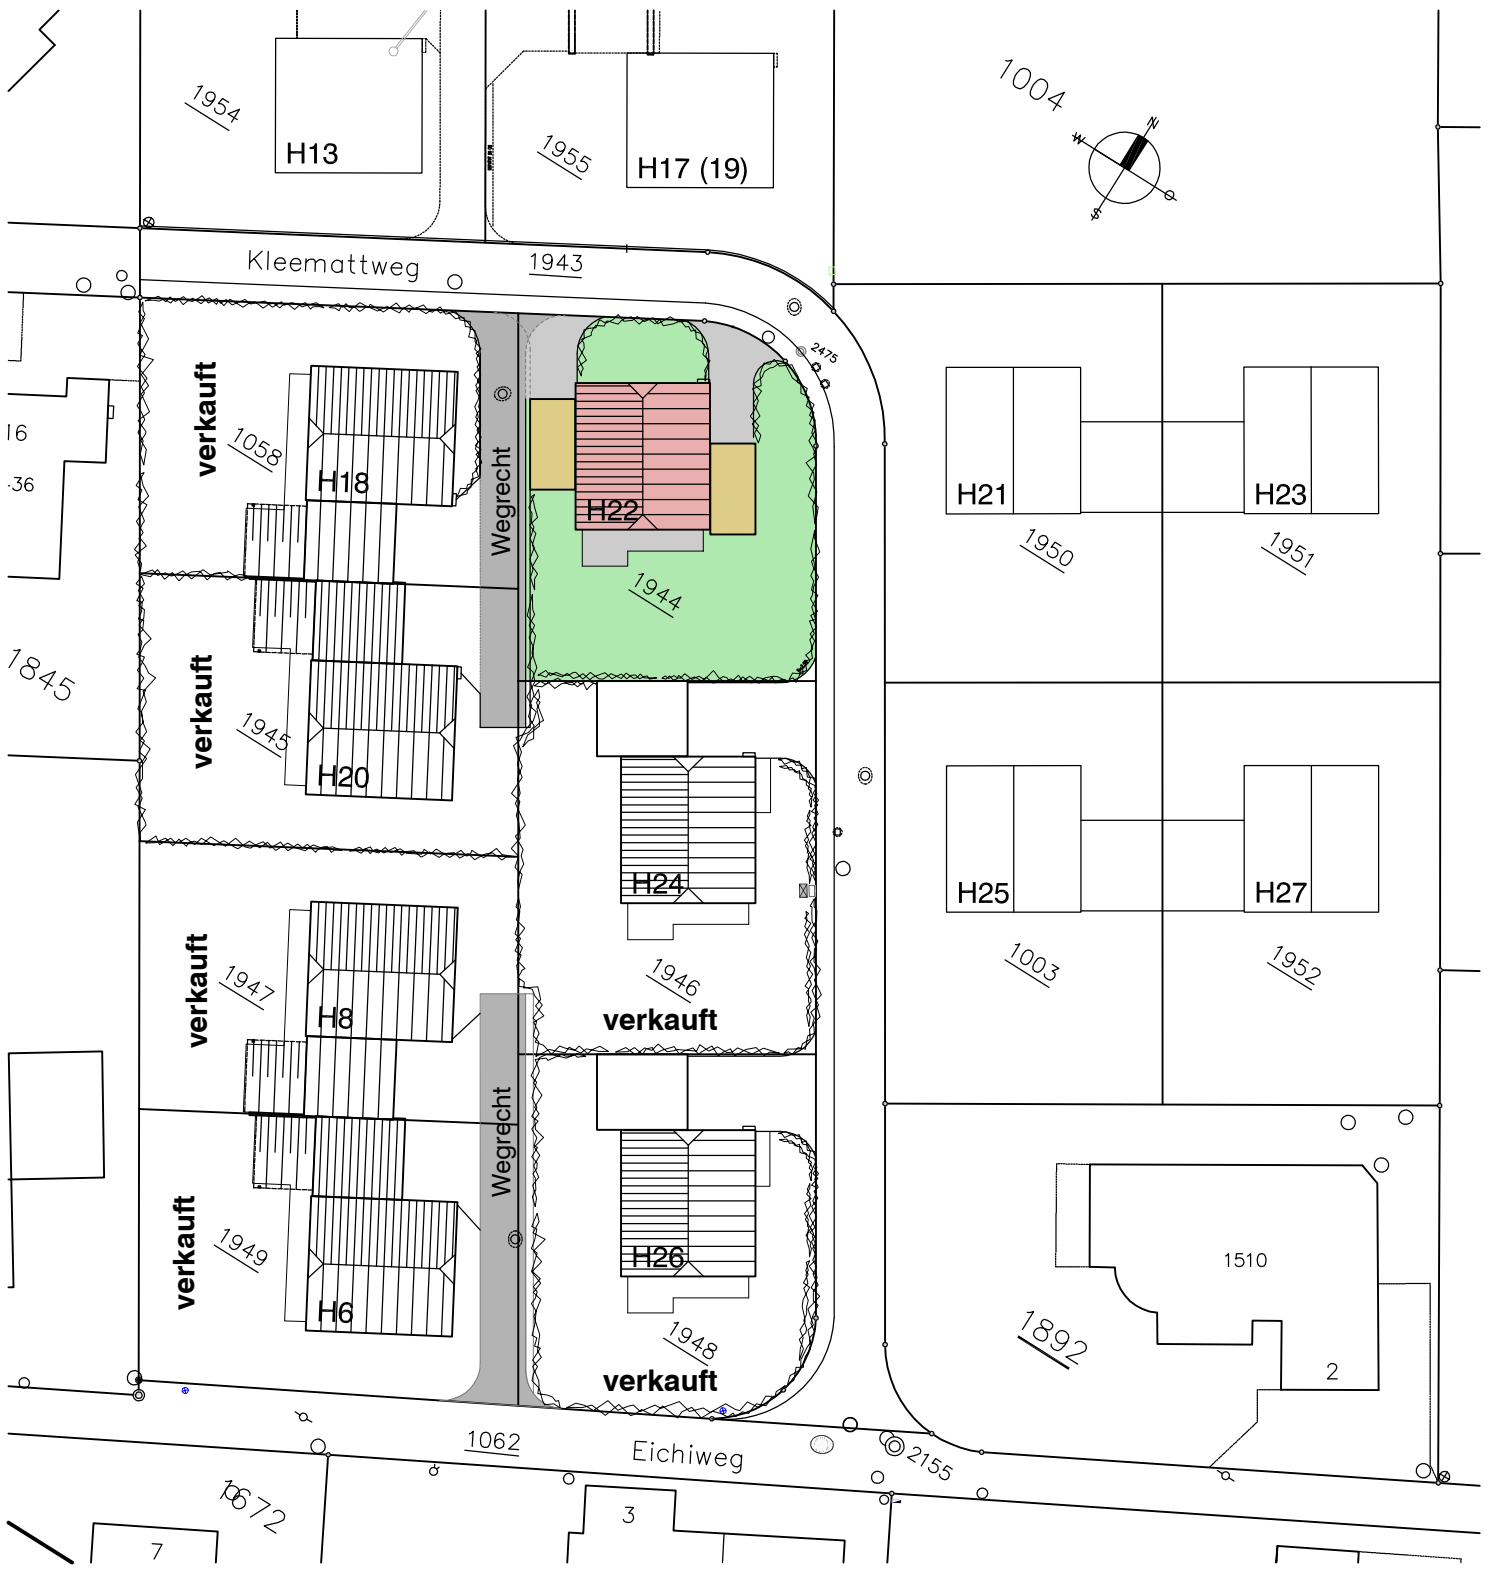 1954
H13
1955
H17 (19)
1004
N
W
O
S
Kleemattweg
1943
2475
verkauft
1058
H18
Wegrecht
H22
1944
H21
1950
H23
1951
16
36
1845
verkauft
1945
H20
H24
1946
verkauft
H25
1003
H27
1952
verkauft
1947
H8
Wegrecht
verkauft
1949
H6
H26
1948
verkauft
1510
1892
2
1062
Eichiweg
2155
1672
7
3